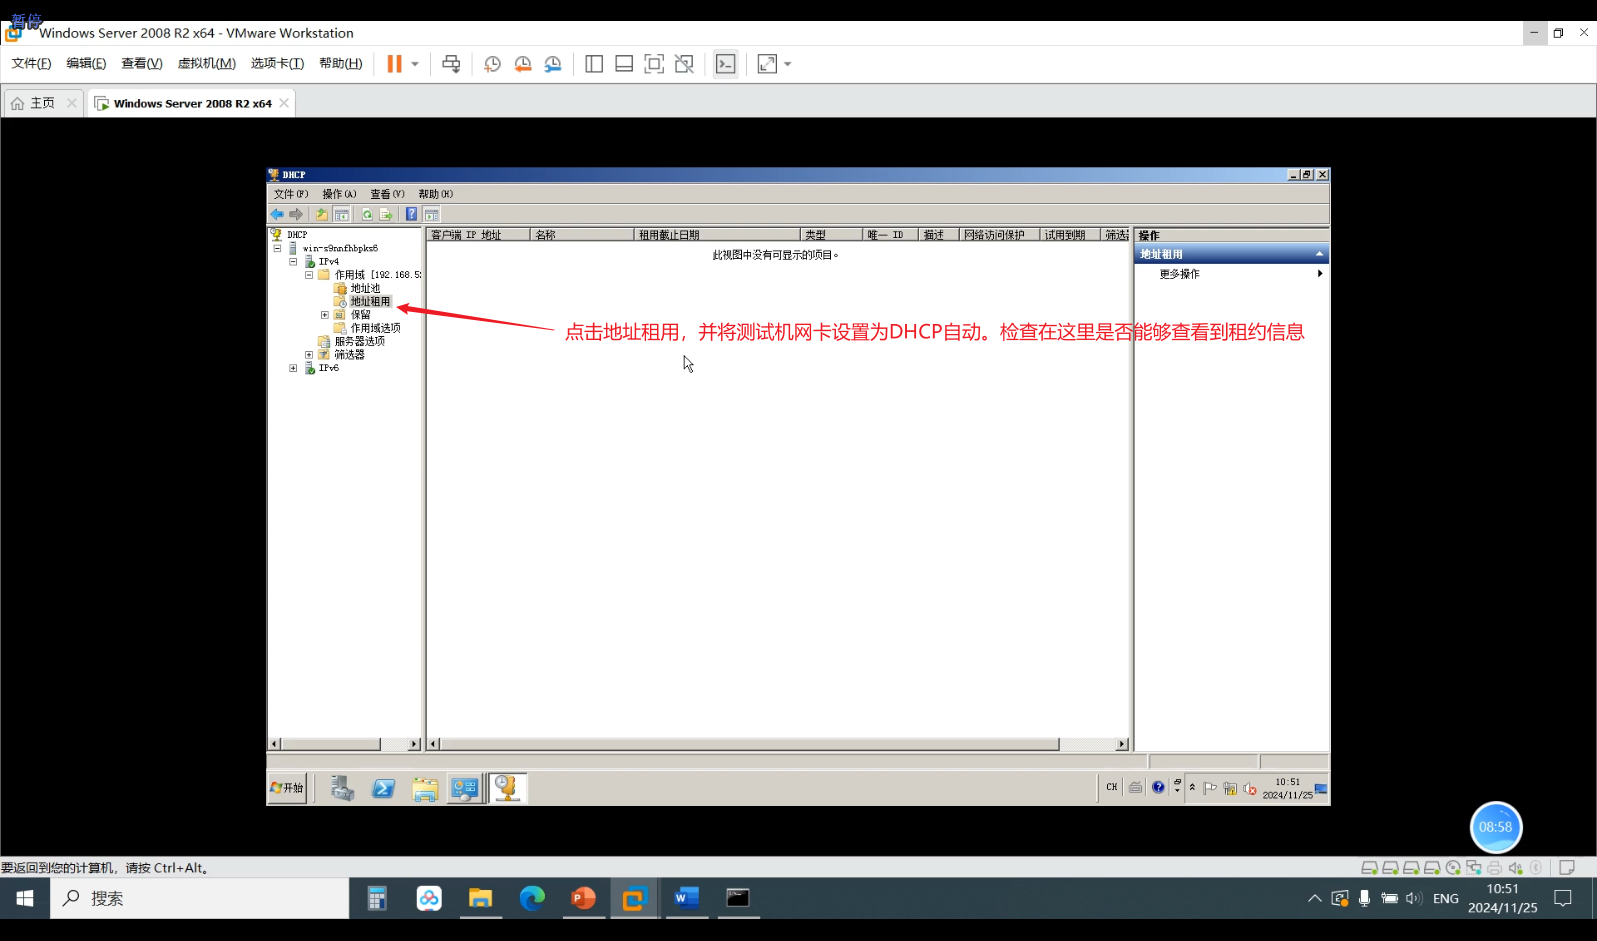 暂停
Windows Server 2008 R2 x64 - VMware Workstation
文件(F) 编辑(E) 查看(V) 虚拟机(M) 选项卡(T) 帮助(H)
主页
Windows Server 2008 R2 x64
DHCP
文件(F) 操作(A) 查看(V) 帮助(H)
DHCP
win-s9nnfhbpks6
IPv4
作用域 [192.168.5
地址池
地址租用
保留
作用域选项
服务器选项
筛选器
IPv6
客户端 IP 地址 名称 租用截止日期 类型 唯一 ID 描述 网络访问保护 试用到期 筛选
此视图中没有可显示的项目。
点击地址租用，并将测试机网卡设置为DHCP自动。检查在这里是否能够查看到租约信息
操作
地址租用
更多操作
开始
CH
10:51
2024/11/25
08:58
要返回到您的计算机，请按 Ctrl+Alt。
搜索
ENG
10:51
2024/11/25